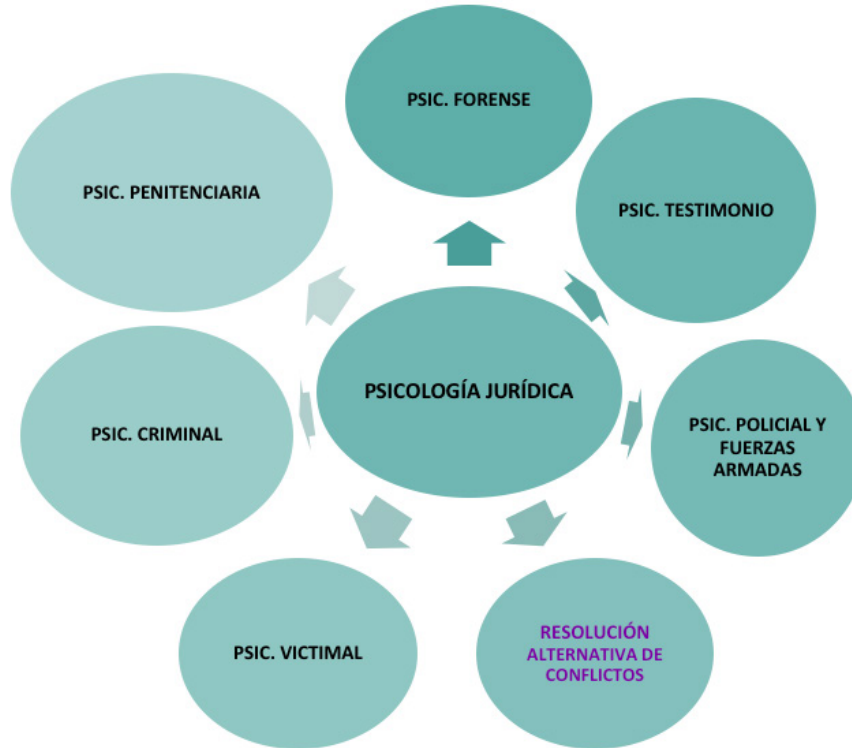 PSIC. FORENSE
PSIC. PENITENCIARIA
PSIC. TESTIMONIO
PSICOLOGÍA JURÍDICA
PSIC. CRIMINAL
PSIC. POLICIAL Y
FUERZAS
ARMADAS
PSIC. VICTIMAL
RESOLUCIÓN
ALTERNATIVA DE
CONFLICTOS